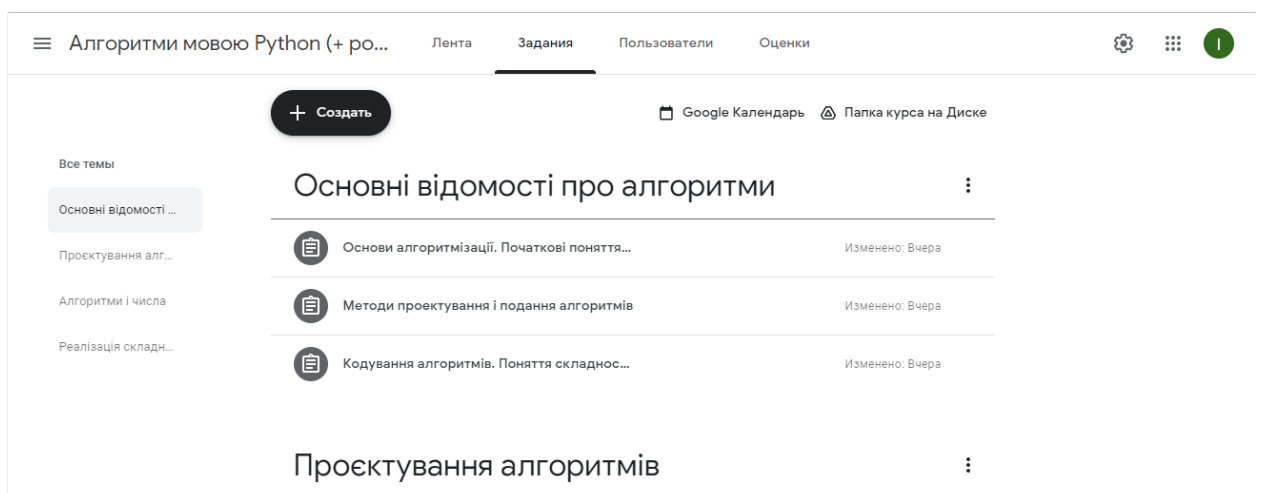 Алгоритми мовою Python (+ ро... Лента Задания Пользователи Оценки I
Создать Google Календарь Папка курса на Диске
Все темы
Основні відомості ...
Проєктування алг...
Алгоритми і числа
Реалізація складн...
Основні відомості про алгоритми
Основи алгоритмізації. Початкові поняття... Изменено: Вчера
Методи проектування і подання алгоритмів Изменено: Вчера
Кодування алгоритмів. Поняття складнос... Изменено: Вчера
Проєктування алгоритмів